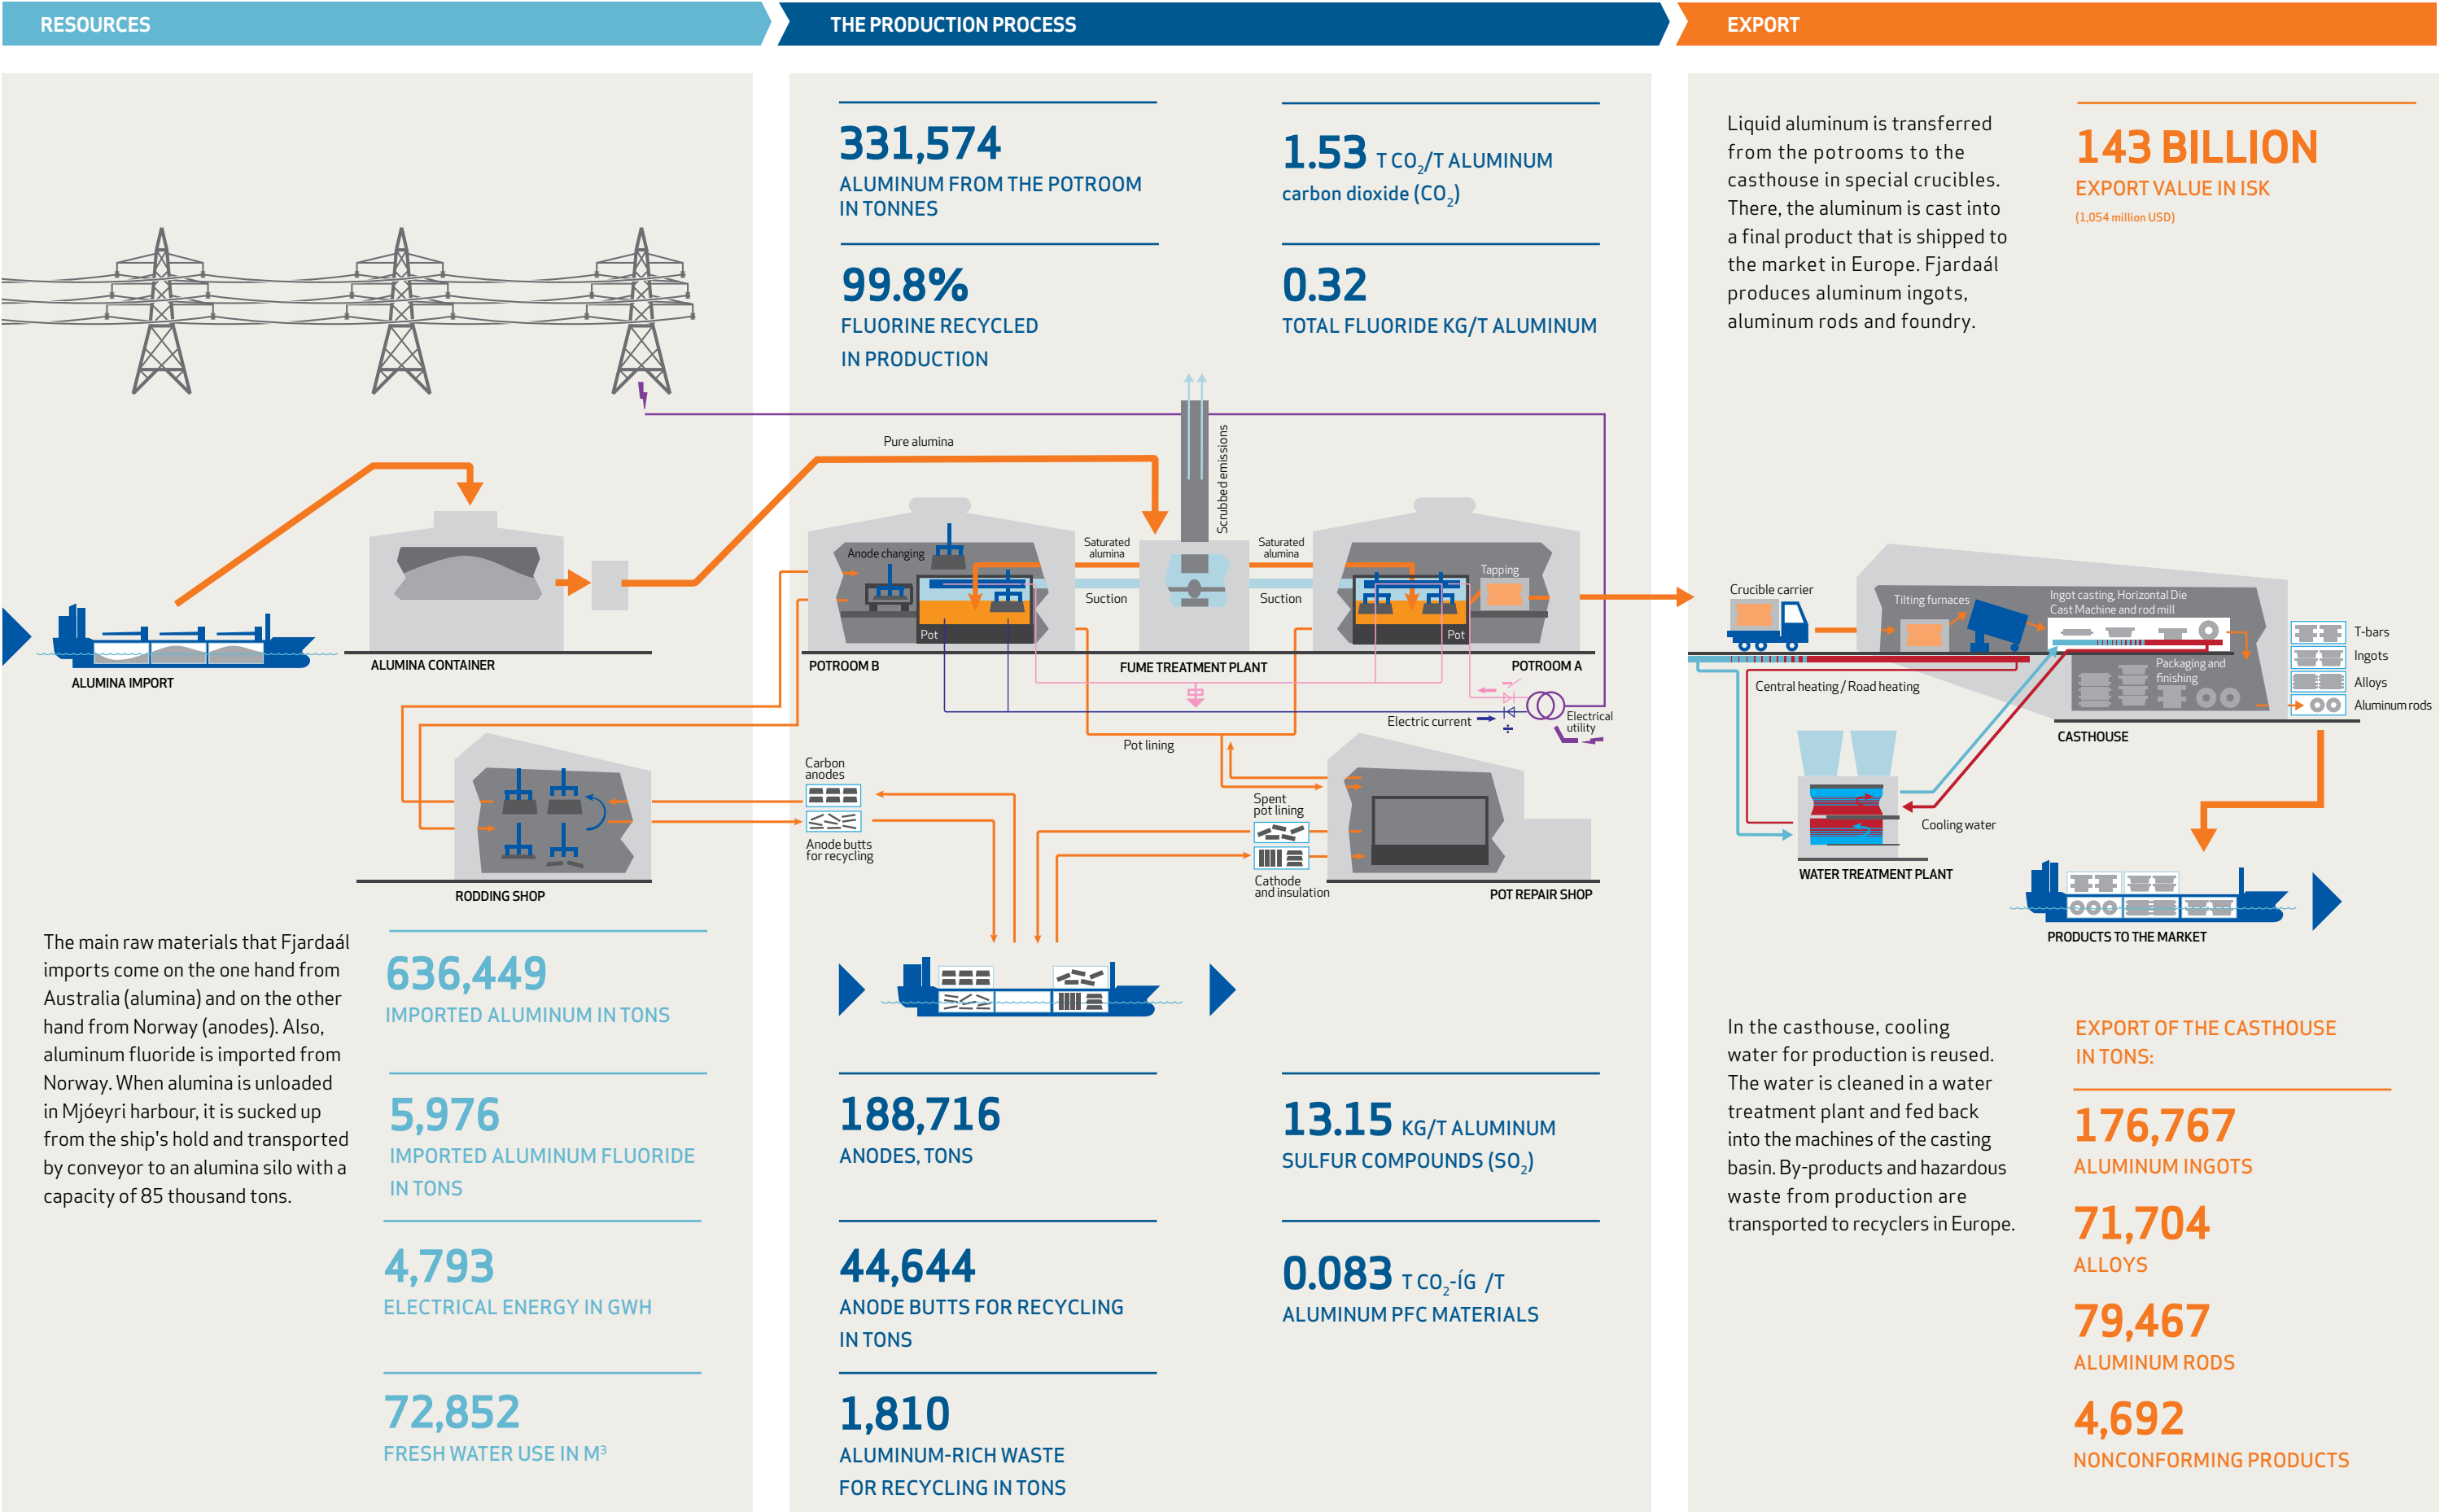 RESOURCES
THE PRODUCTION PROCESS
EXPORT
331,574
ALUMINUM FROM THE POTROOM
IN TONNES
1.53 T CO₂/T ALUMINUM
carbon dioxide (CO₂)
99.8%
FLUORINE RECYCLED
IN PRODUCTION
0.32
TOTAL FLUORIDE KG/T ALUMINUM
Liquid aluminum is transferred
from the potrooms to the
casthouse in special crucibles.
There, the aluminum is cast into
a final product that is shipped to
the market in Europe. Fjardaál
produces aluminum ingots,
aluminum rods and foundry.
143 BILLION
EXPORT VALUE IN ISK
(1,054 million USD)
ALUMINA IMPORT
ALUMINA CONTAINER
Pure alumina
Scrubbed emissions
Anode changing
Pot
POTROOM B
Saturated
alumina
Suction
FUME TREATMENT PLANT
Saturated
alumina
Suction
Tapping
Pot
POTROOM A
Electric current
÷
Electrical
utility
Pot lining
Carbon
anodes
Anode butts
for recycling
RODDING SHOP
Spent
pot lining
Cathode
and insulation
POT REPAIR SHOP
Crucible carrier
Tilting furnaces
Ingot casting, Horizontal Die
Cast Machine and rod mill
Packaging and
finishing
T-bars
Ingots
Alloys
Aluminum rods
Central heating / Road heating
CASTHOUSE
Cooling water
WATER TREATMENT PLANT
PRODUCTS TO THE MARKET
The main raw materials that Fjardaál
imports come on the one hand from
Australia (alumina) and on the other
hand from Norway (anodes). Also,
aluminum fluoride is imported from
Norway. When alumina is unloaded
in Mjóeyri harbour, it is sucked up
from the ship's hold and transported
by conveyor to an alumina silo with a
capacity of 85 thousand tons.
636,449
IMPORTED ALUMINUM IN TONS
5,976
IMPORTED ALUMINUM FLUORIDE
IN TONS
4,793
ELECTRICAL ENERGY IN GWH
72,852
FRESH WATER USE IN M³
188,716
ANODES, TONS
44,644
ANODE BUTTS FOR RECYCLING
IN TONS
1,810
ALUMINUM-RICH WASTE
FOR RECYCLING IN TONS
13.15 KG/T ALUMINUM
SULFUR COMPOUNDS (SO₂)
0.083 T CO₂-ÍG /T
ALUMINUM PFC MATERIALS
In the casthouse, cooling
water for production is reused.
The water is cleaned in a water
treatment plant and fed back
into the machines of the casting
basin. By-products and hazardous
waste from production are
transported to recyclers in Europe.
EXPORT OF THE CASTHOUSE
IN TONS:
176,767
ALUMINUM INGOTS
71,704
ALLOYS
79,467
ALUMINUM RODS
4,692
NONCONFORMING PRODUCTS